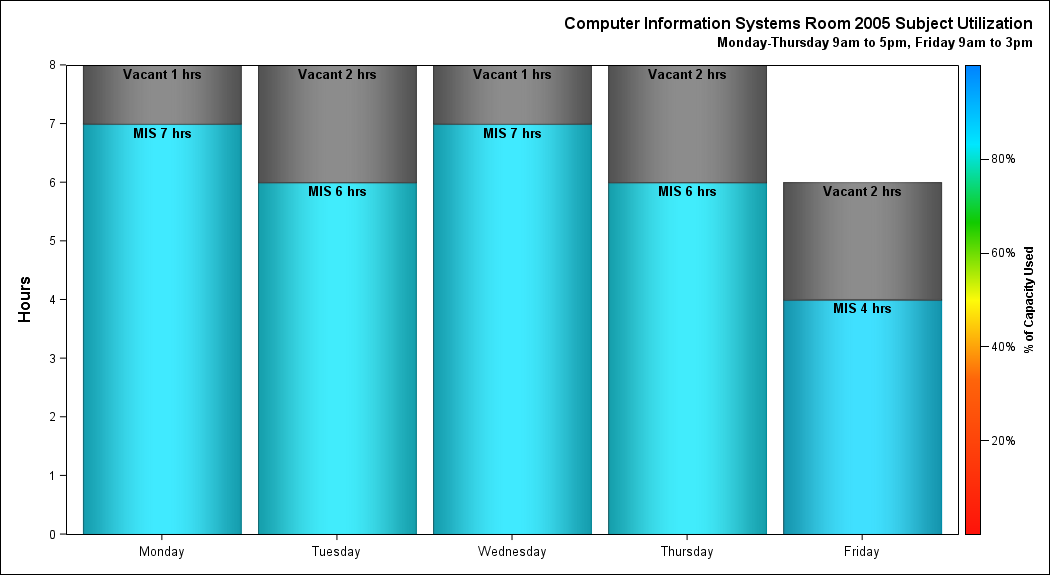 Computer Information Systems Room 2005 Subject Utilization
Monday-Thursday 9am to 5pm, Friday 9am to 3pm
Hours
8
7
6
5
4
3
2
1
0
Vacant 1 hrs
MIS 7 hrs
Vacant 2 hrs
MIS 6 hrs
Vacant 1 hrs
MIS 7 hrs
Vacant 2 hrs
MIS 6 hrs
Vacant 2 hrs
MIS 4 hrs
Monday
Tuesday
Wednesday
Thursday
Friday
80%
60%
40%
20%
% of Capacity Used